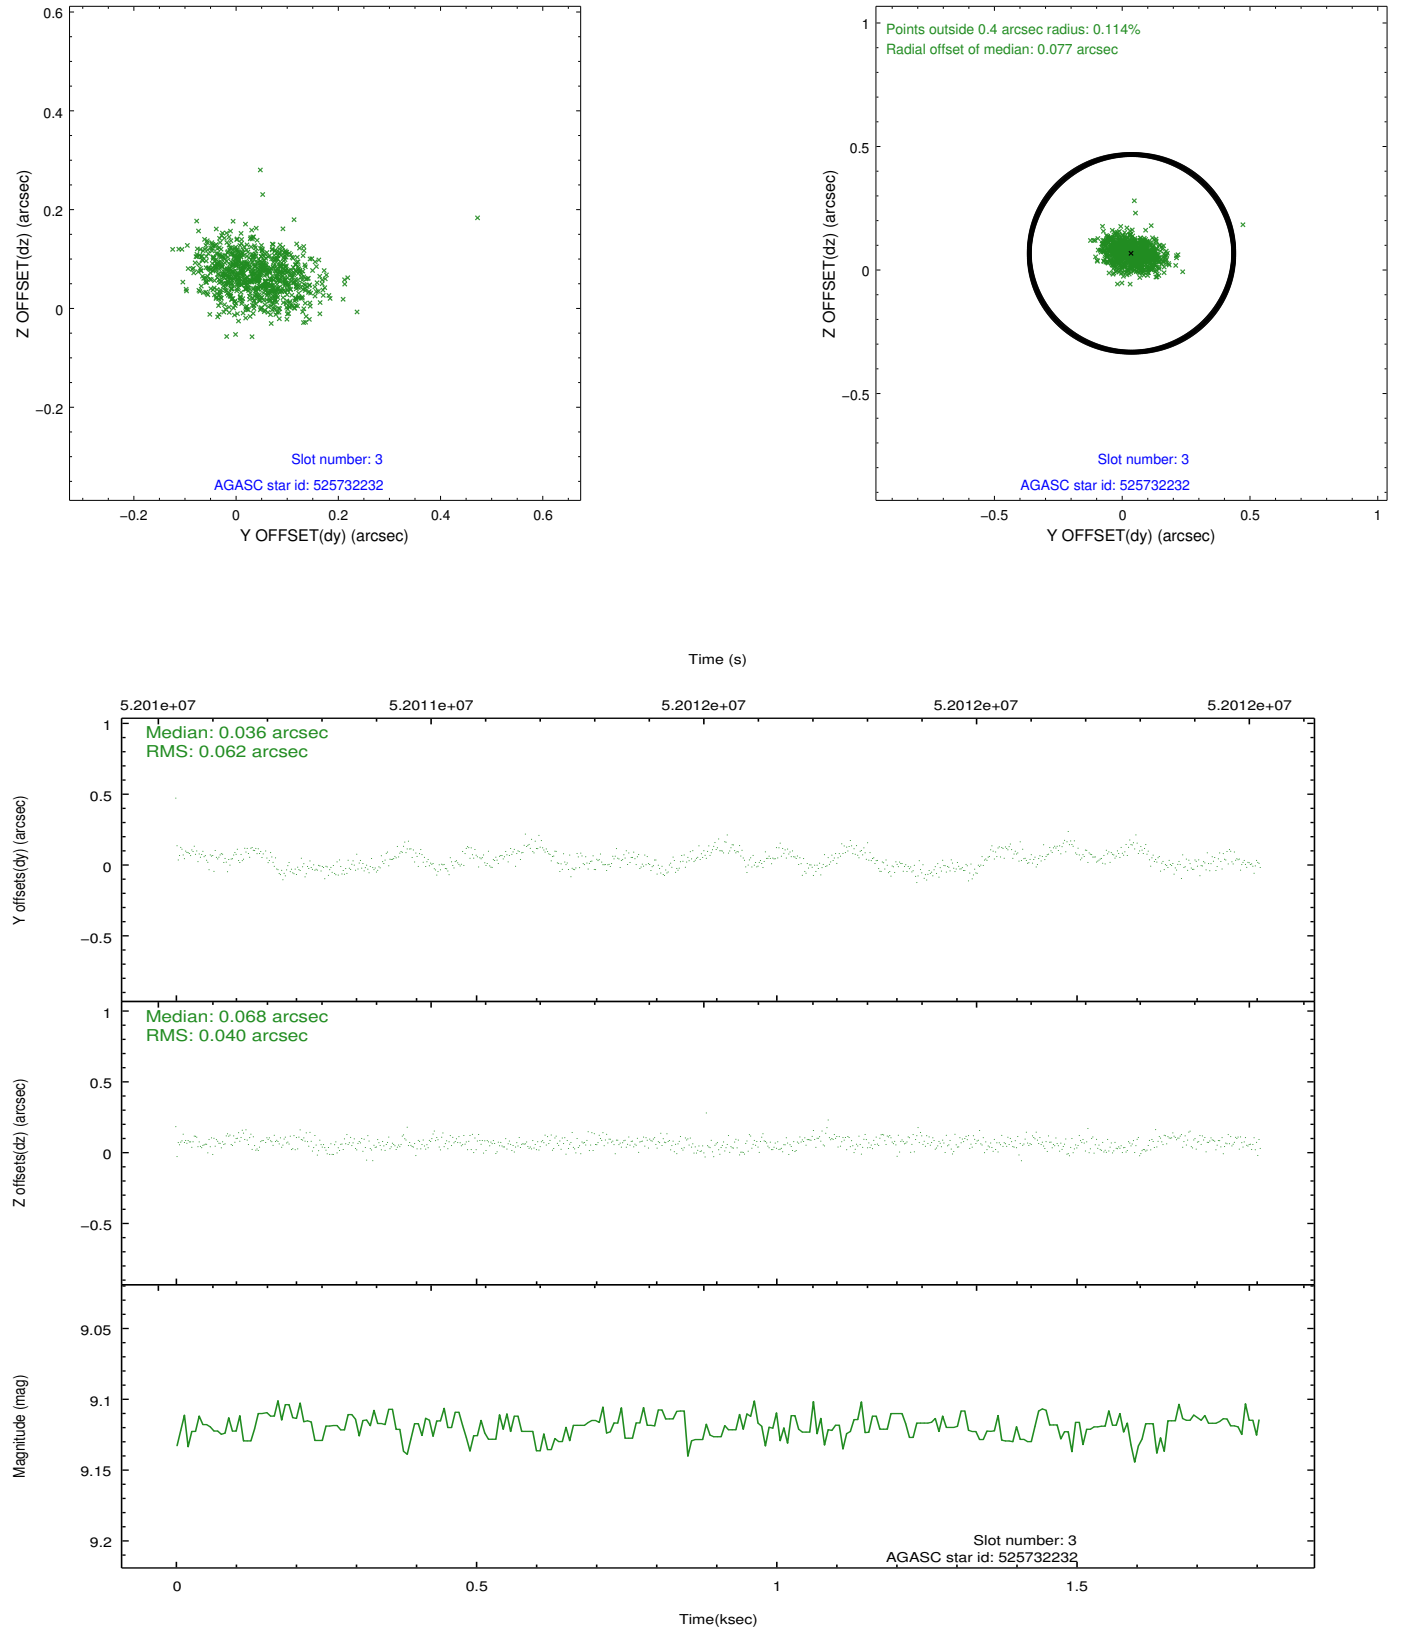 0.6
0.4
0.2
0
−0.2
Z OFFSET(dz) (arcsec)
Slot number: 3
AGASC star id: 525732232
−0.2 0 0.2 0.4 0.6
Y OFFSET(dy) (arcsec)
Points outside 0.4 arcsec radius: 0.114%
Radial offset of median: 0.077 arcsec
1
0.5
0
−0.5
Z OFFSET(dz) (arcsec)
Slot number: 3
AGASC star id: 525732232
−0.5 0 0.5 1
Y OFFSET(dy) (arcsec)
Time (s)
5.201e+07 5.2011e+07 5.2012e+07 5.2012e+07 5.2012e+07
Median: 0.036 arcsec
RMS: 0.062 arcsec
1
0.5
0
−0.5
Y offsets(dy) (arcsec)
Median: 0.068 arcsec
RMS: 0.040 arcsec
1
0.5
0
−0.5
Z offsets(dz) (arcsec)
9.05
9.1
9.15
9.2
Magnitude (mag)
Slot number: 3
AGASC star id: 525732232
0 0.5 1 1.5
Time(ksec)